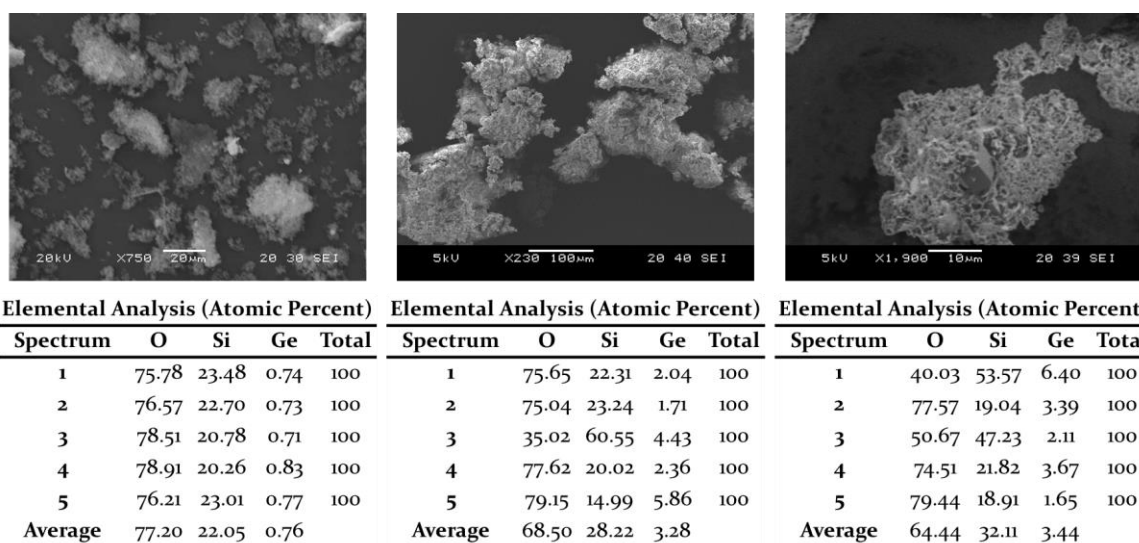 20kV X750 20µm 20 30 SEI
5kV X230 100µm 20 40 SEI
5kV X1,900 10µm 20 39 SEI
Elemental Analysis (Atomic Percent)
Spectrum O Si Ge Total
1 75.78 23.48 0.74 100
2 76.57 22.70 0.73 100
3 78.51 20.78 0.71 100
4 78.91 20.26 0.83 100
5 76.21 23.01 0.77 100
Average 77.20 22.05 0.76
Elemental Analysis (Atomic Percent)
Spectrum O Si Ge Total
1 75.65 22.31 2.04 100
2 75.04 23.24 1.71 100
3 35.02 60.55 4.43 100
4 77.62 20.02 2.36 100
5 79.15 14.99 5.86 100
Average 68.50 28.22 3.28
Elemental Analysis (Atomic Percent
Spectrum O Si Ge Tota
1 40.03 53.57 6.40 100
2 77.57 19.04 3.39 100
3 50.67 47.23 2.11 100
4 74.51 21.82 3.67 100
5 79.44 18.91 1.65 100
Average 64.44 32.11 3.44